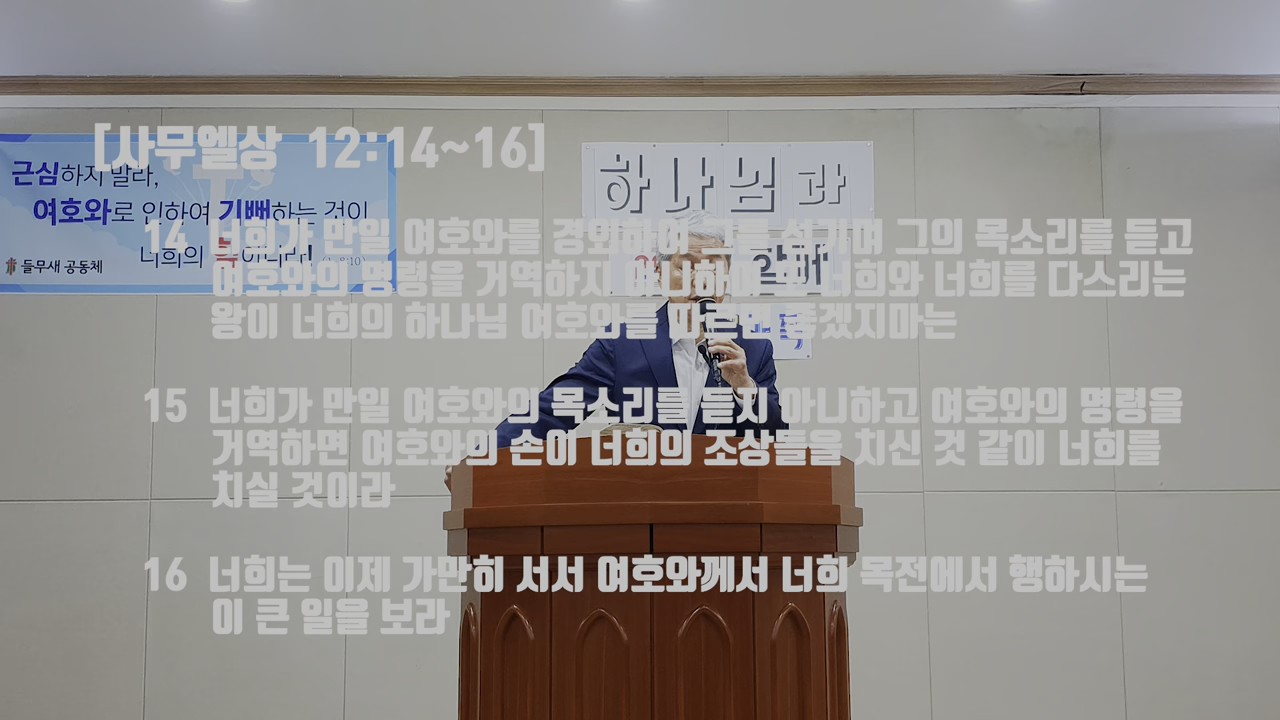 [사무엘상 12:14~16]
근심하지 말라,
여호와로 인하여 기뻐하는 것이
너희의
들무새 공동체
하나님과
14 너희가 만일 여호와를 경외하여 그를 섬기며 그의 목소리를 듣고
여호와의 명령을 거역하지 아니하며 또 너희와 너희를 다스리는
왕이 너희의 하나님 여호와를 따르면 좋겠지마는
15 너희가 만일 여호와의 목소리를 듣지 아니하고 여호와의 명령을
거역하면 여호와의 손이 너희의 조상들을 치신 것 같이 너희를
치실 것이라
16 너희는 이제 가만히 서서 여호와께서 너희 목전에서 행하시는
이 큰 일을 보라